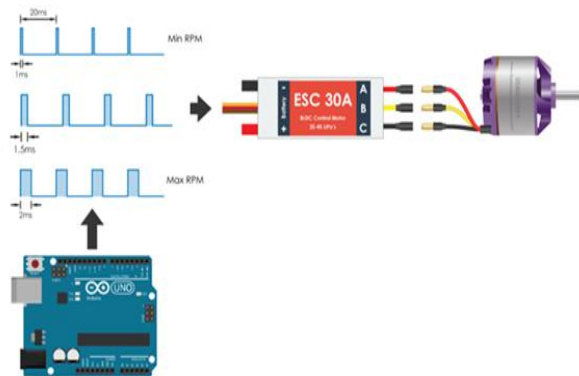 20ms
Min RPM
1ms
1.5ms
Max RPM
2ms
Battery
-
+
ESC 30A
BLDC Control Motor
A
B
C
UNO